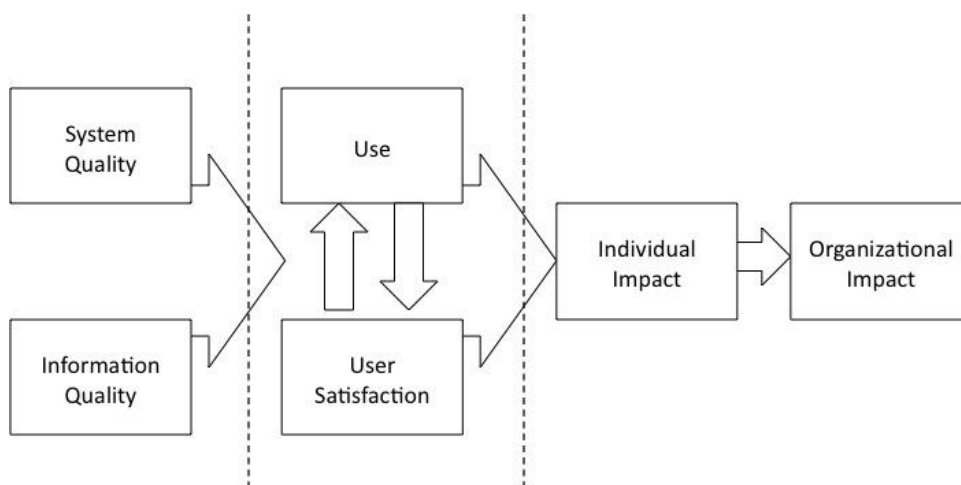 System
Quality
Use
Individual
Impact
Organizational
Impact
Information
Quality
User
Satisfaction